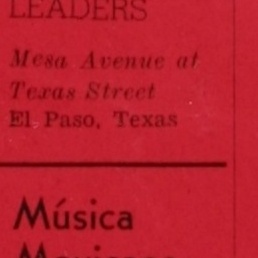 LEADERS
Mesa Avenue at
Texas Street
El Paso, Texas
Música